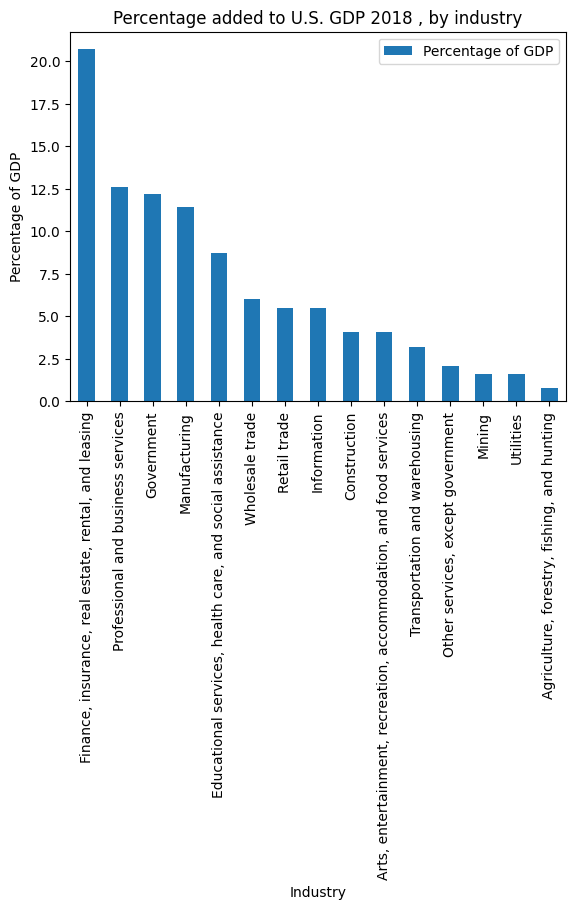 Percentage added to U.S. GDP 2018 , by industry
Percentage of GDP
Percentage of GDP
20.0
17.5
15.0
12.5
10.0
7.5
5.0
2.5
0.0
Finance, insurance, real estate, rental, and leasing
Professional and business services
Government
Manufacturing
Educational services, health care, and social assistance
Wholesale trade
Retail trade
Information
Construction
Arts, entertainment, recreation, accommodation, and food services
Transportation and warehousing
Other services, except government
Mining
Utilities
Agriculture, forestry, fishing, and hunting
Industry